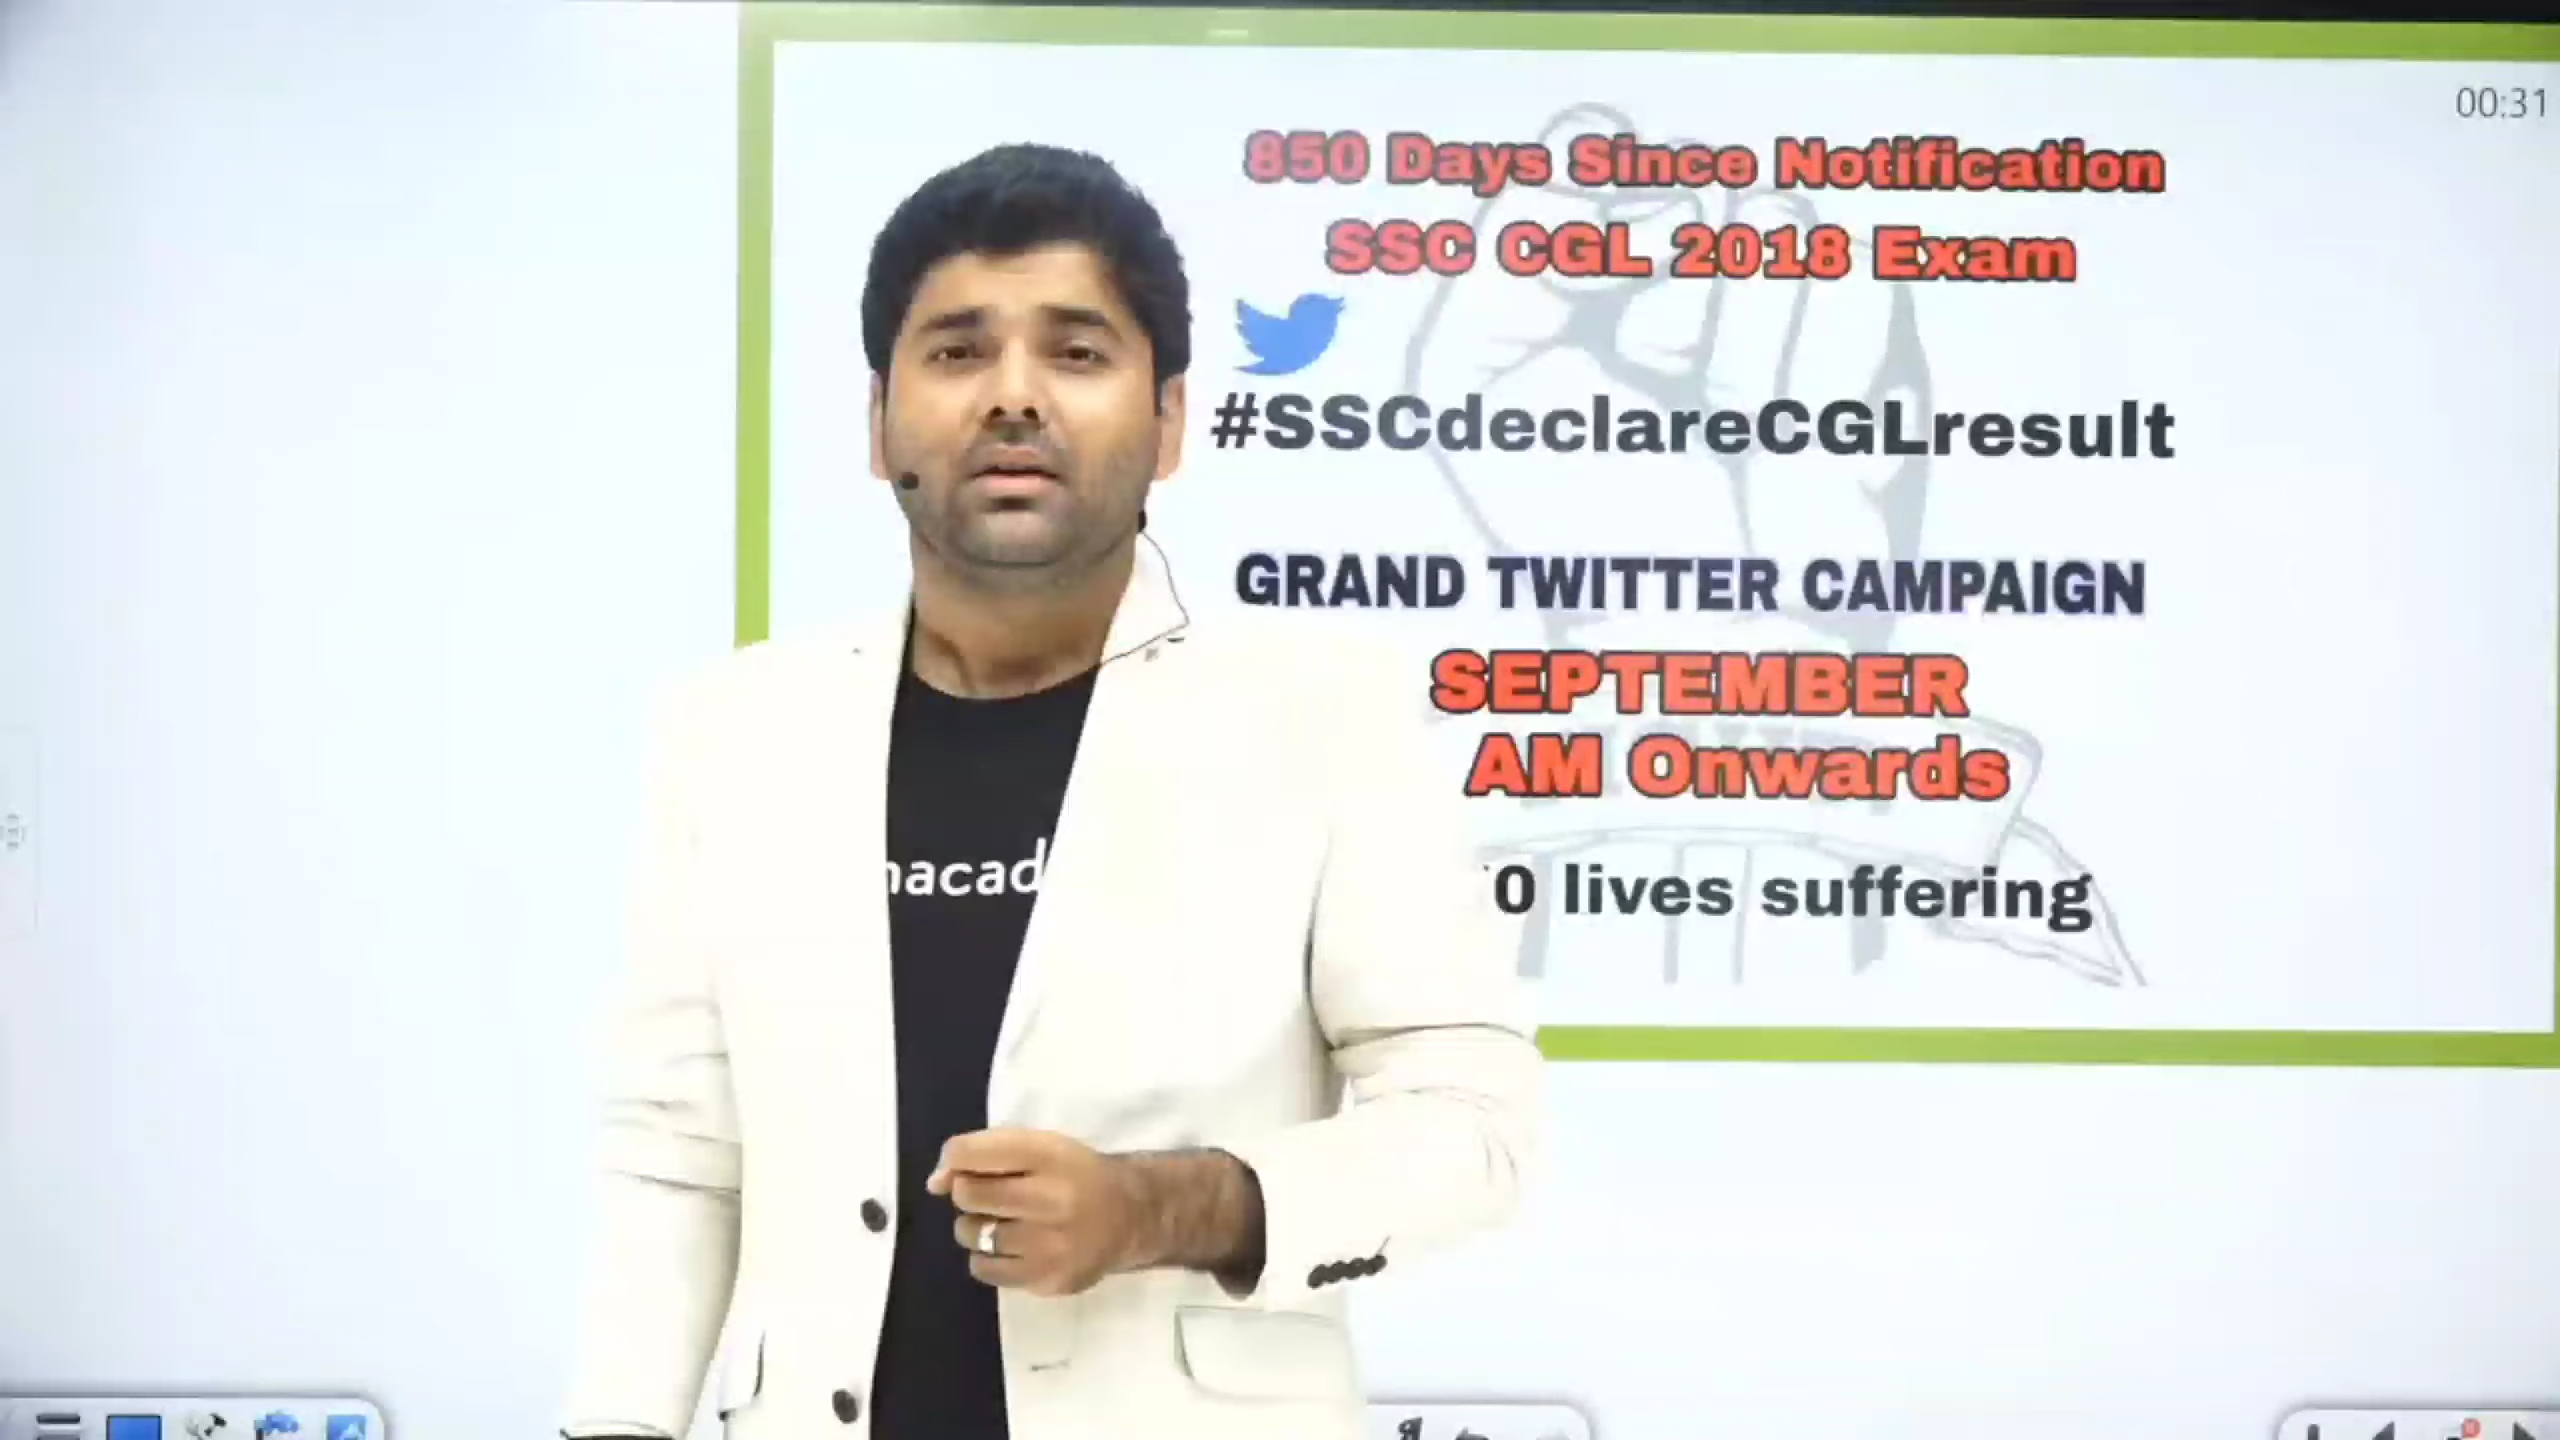 00:31
850 Days Since Notification
SSC CGL 2018 Exam
#SSCdeclareCGLresult
GRAND TWITTER CAMPAIGN
SEPTEMBER
AM Onwards
0 lives suffering
nacad